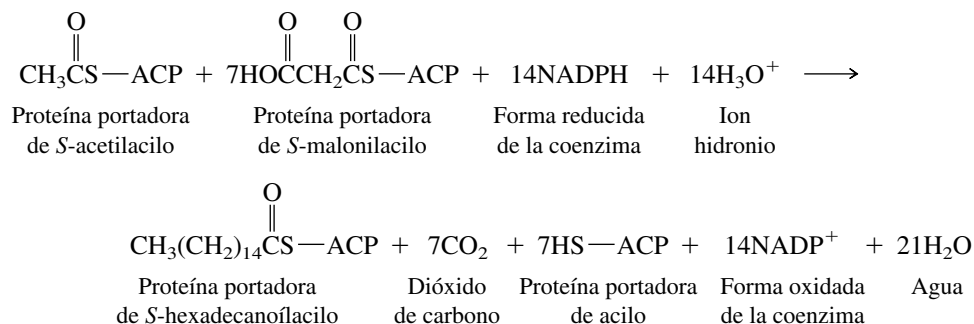 O O O
CH₃CS—ACP + 7HOCCH₂CS—ACP + 14NADPH + 14H₃O⁺ ⟶
Proteína portadora Proteína portadora Forma reducida Ion
de S-acetilacilo de S-malonilacilo de la coenzima hidronio
O
CH₃(CH₂)₁₄CS—ACP + 7CO₂ + 7HS—ACP + 14NADP⁺ + 21H₂O
Proteína portadora Dióxido Proteína portadora Forma oxidada Agua
de S-hexadecanoílacilo de carbono de acilo de la coenzima